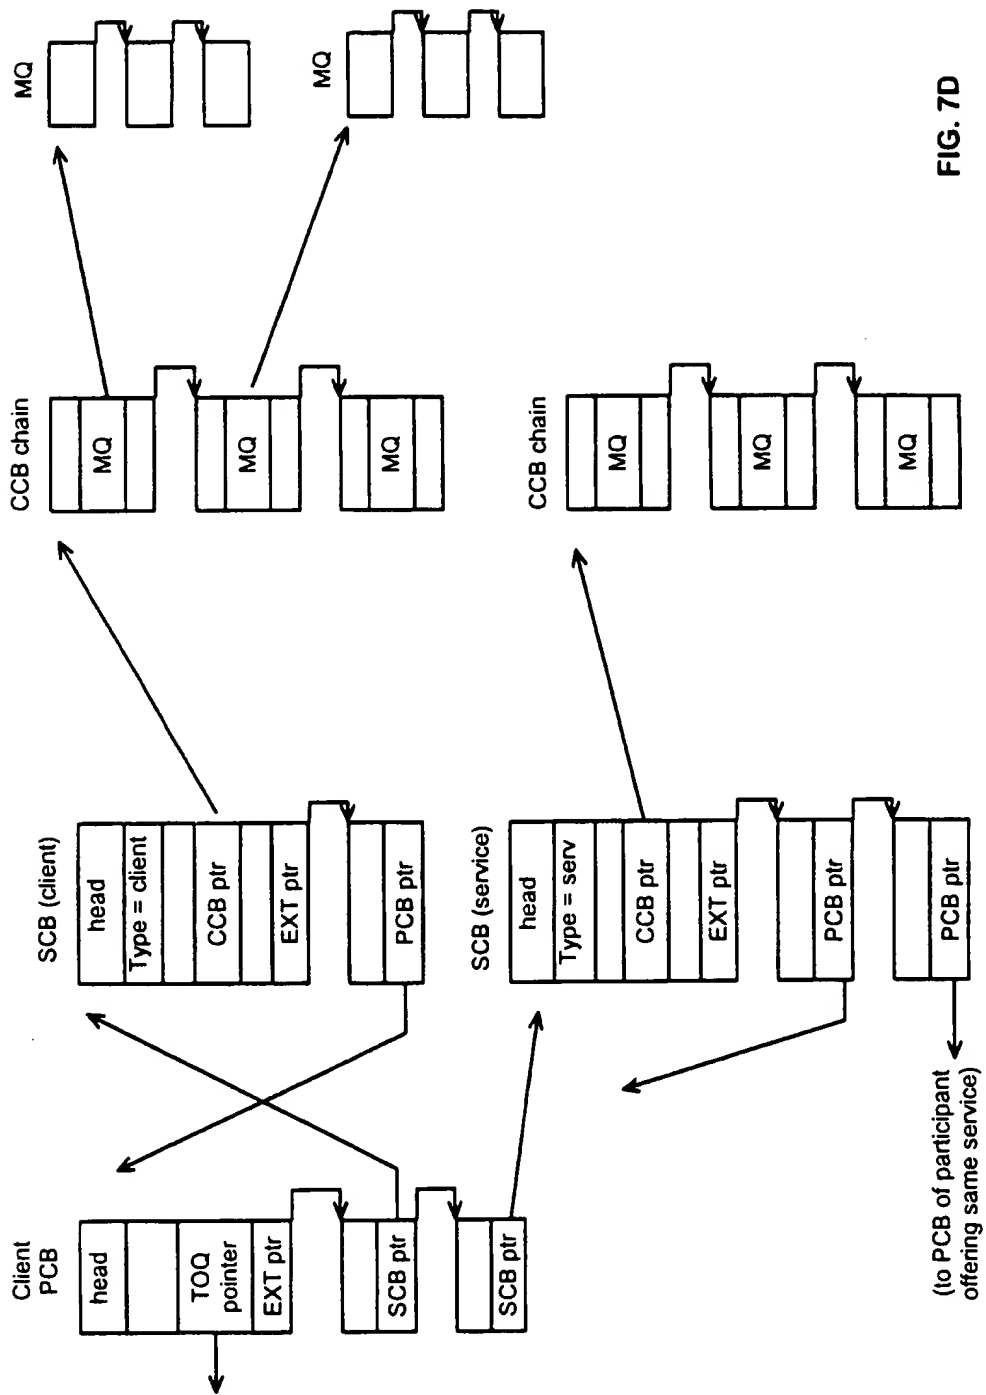 Client
PCB
head
TOQ
pointer
EXT ptr
SCB ptr
SCB ptr
SCB (client)
head
Type = client
CCB ptr
EXT ptr
PCB ptr
SCB (service)
head
Type = serv
CCB ptr
EXT ptr
PCB ptr
PCB ptr
(to PCB of participant
offering same service)
CCB chain
MQ
MQ
MQ
CCB chain
MQ
MQ
MQ
MQ
MQ
FIG. 7D